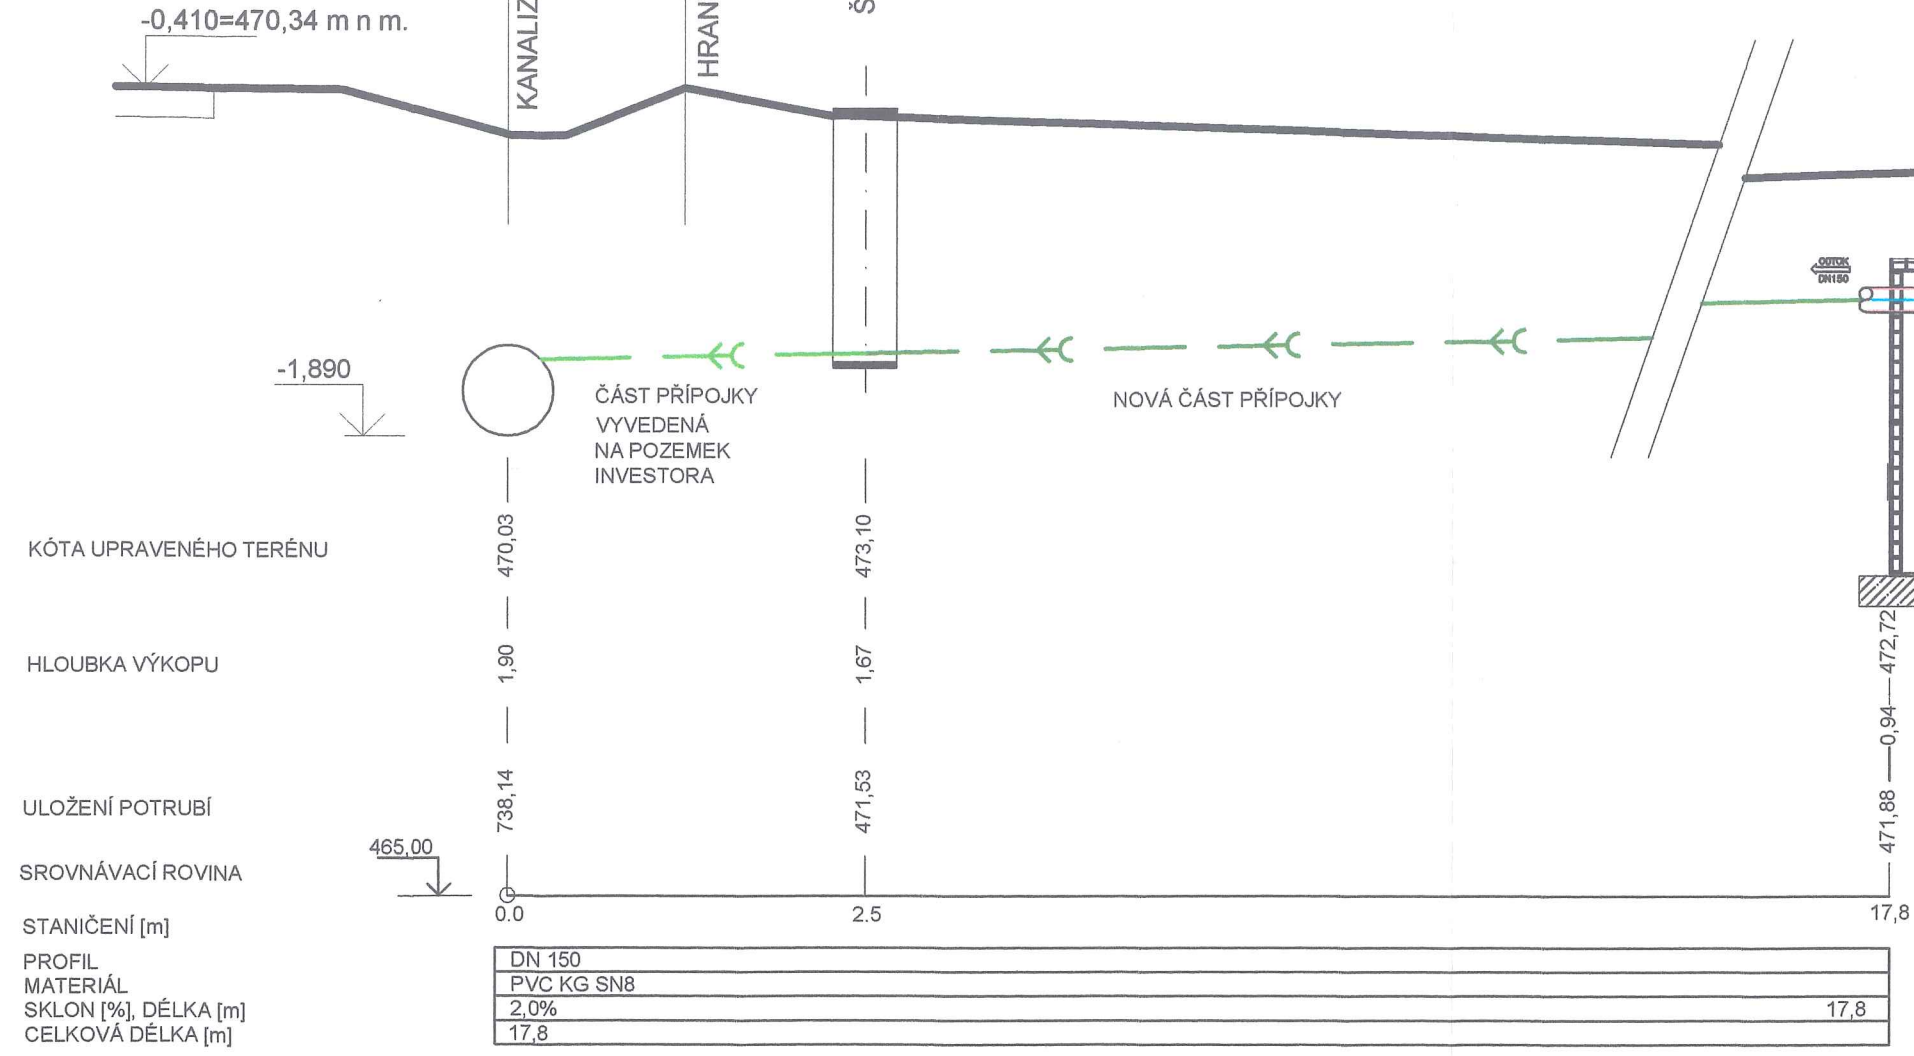 -0,410=470,34 m n m.
KANALIZ
HRAN
Š
ODTOK
DN150
-1,890
ČÁST PŘÍPOJKY
VYVEDENÁ
NA POZEMEK
INVESTORA
NOVÁ ČÁST PŘÍPOJKY
KÓTA UPRAVENÉHO TERÉNU
470,03
473,10
472,72
HLOUBKA VÝKOPU
1,90
1,67
0,94
ULOŽENÍ POTRUBÍ
738,14
471,53
471,88
465,00
SROVNÁVACÍ ROVINA
STANIČENÍ [m]
0.0
2.5
17,8
PROFIL
DN 150
MATERIÁL
PVC KG SN8
SKLON [%], DÉLKA [m]
2,0%
17,8
CELKOVÁ DÉLKA [m]
17,8